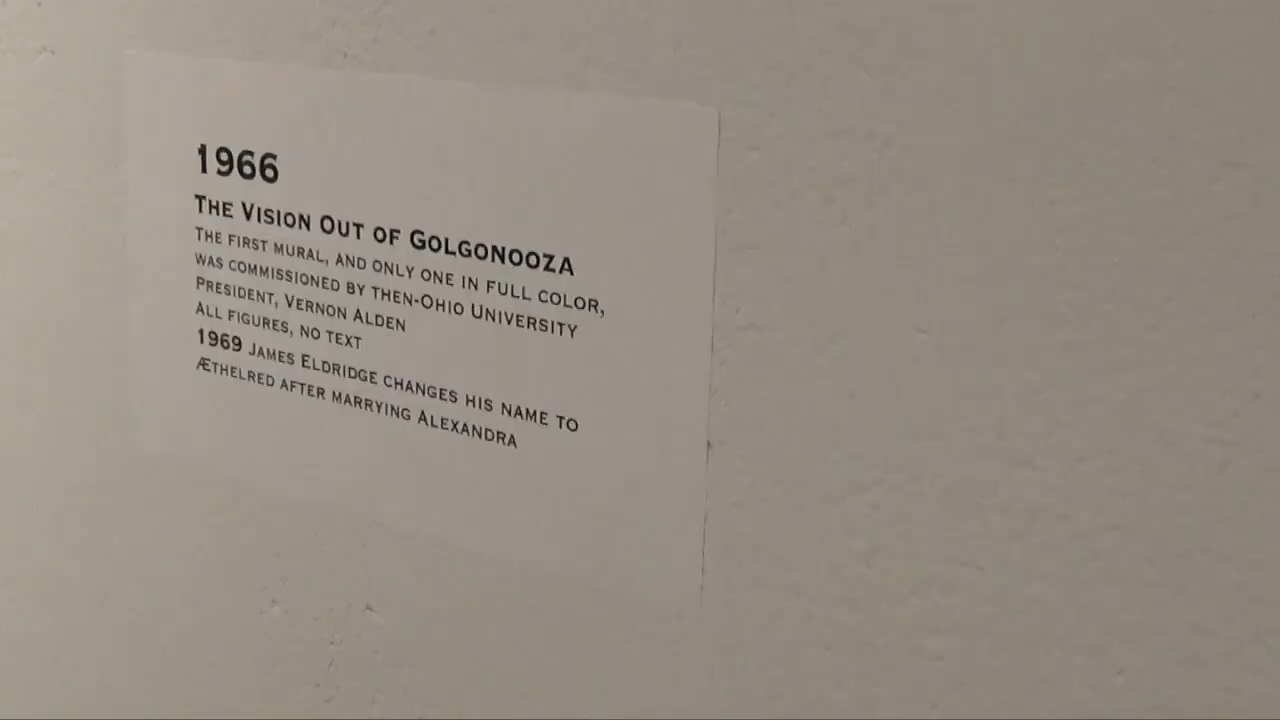 1966
The Vision Out of Golgonooza
The first mural, and only one in full color,
was commissioned by then-Ohio University
President, Vernon Alden
All figures, no text
1969 James Eldridge changes his name to
Æthelred after marrying Alexandra